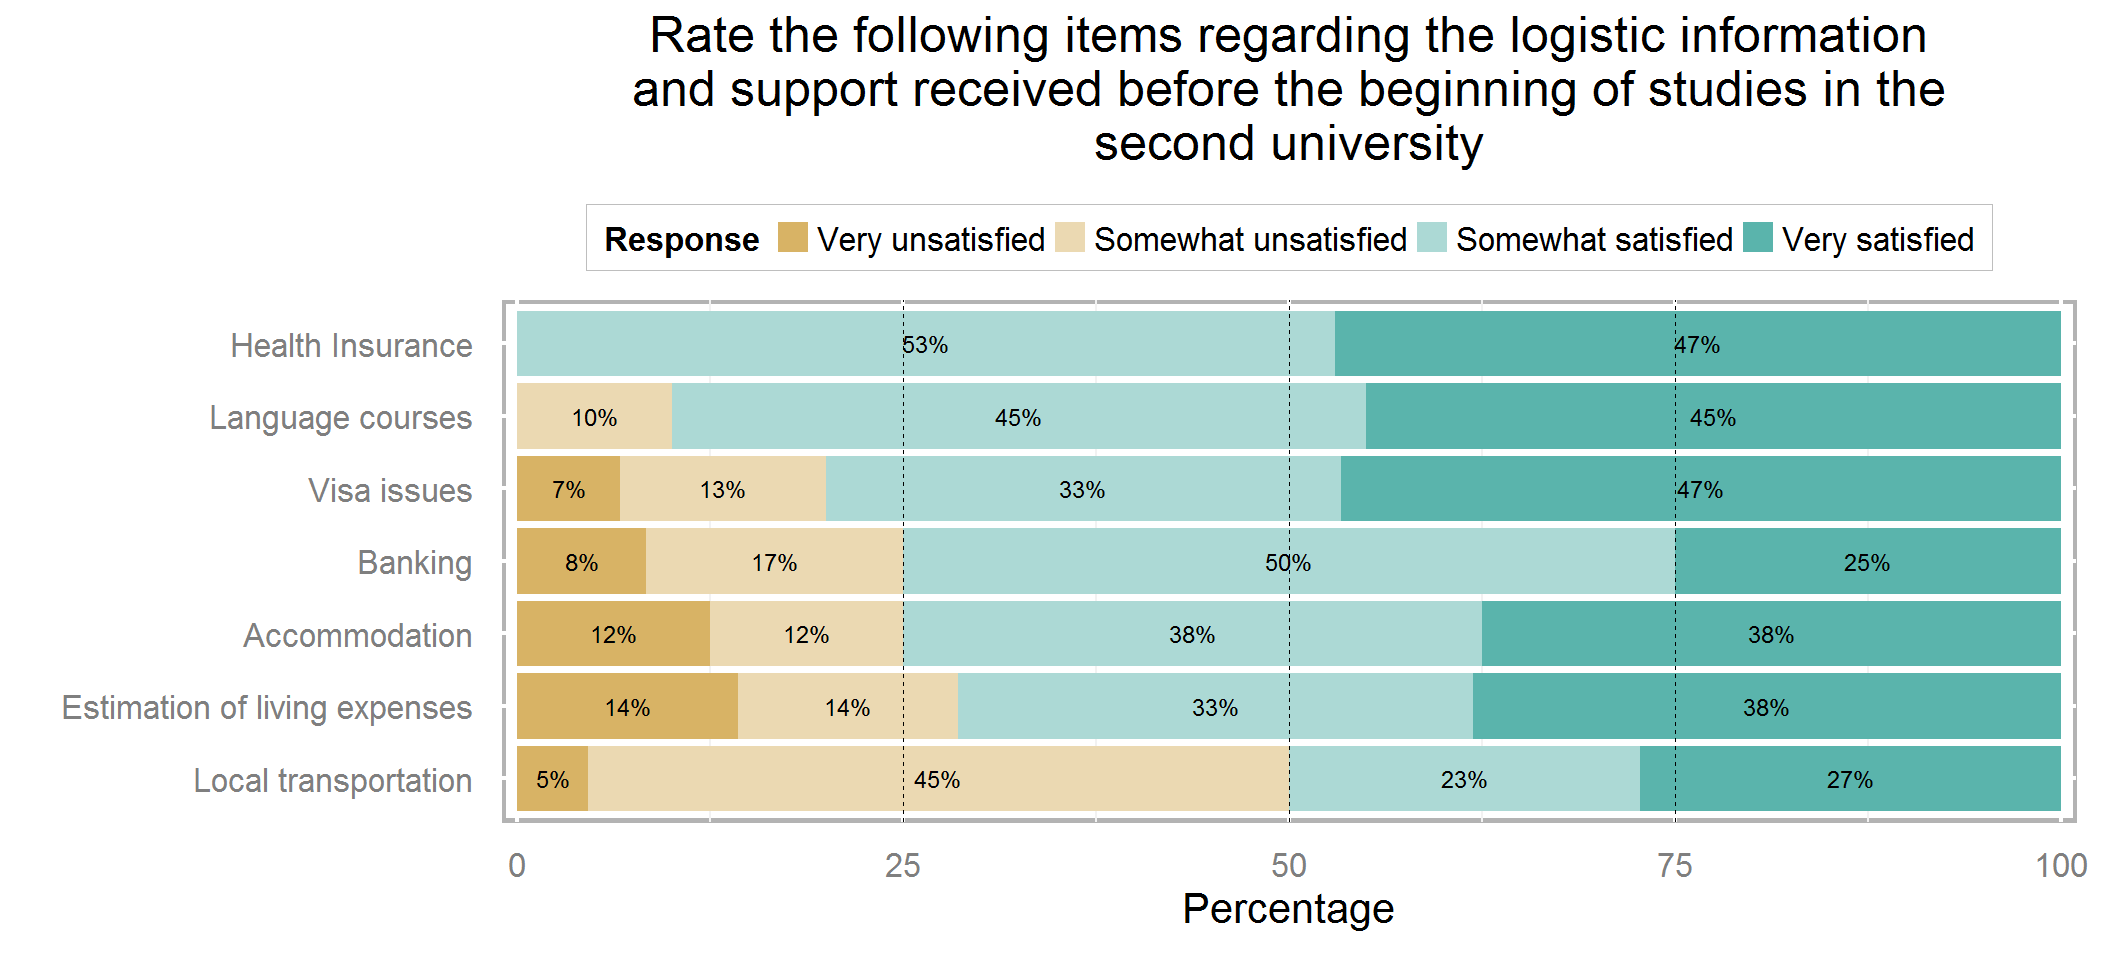 Rate the following items regarding the logistic information
and support received before the beginning of studies in the
second university
Response Very unsatisfied Somewhat unsatisfied Somewhat satisfied Very satisfied
Health Insurance 53% 47%
Language courses 10% 45% 45%
Visa issues 7% 13% 33% 47%
Banking 8% 17% 50% 25%
Accommodation 12% 12% 38% 38%
Estimation of living expenses 14% 14% 33% 38%
Local transportation 5% 45% 23% 27%
0 25 50 75 100
Percentage